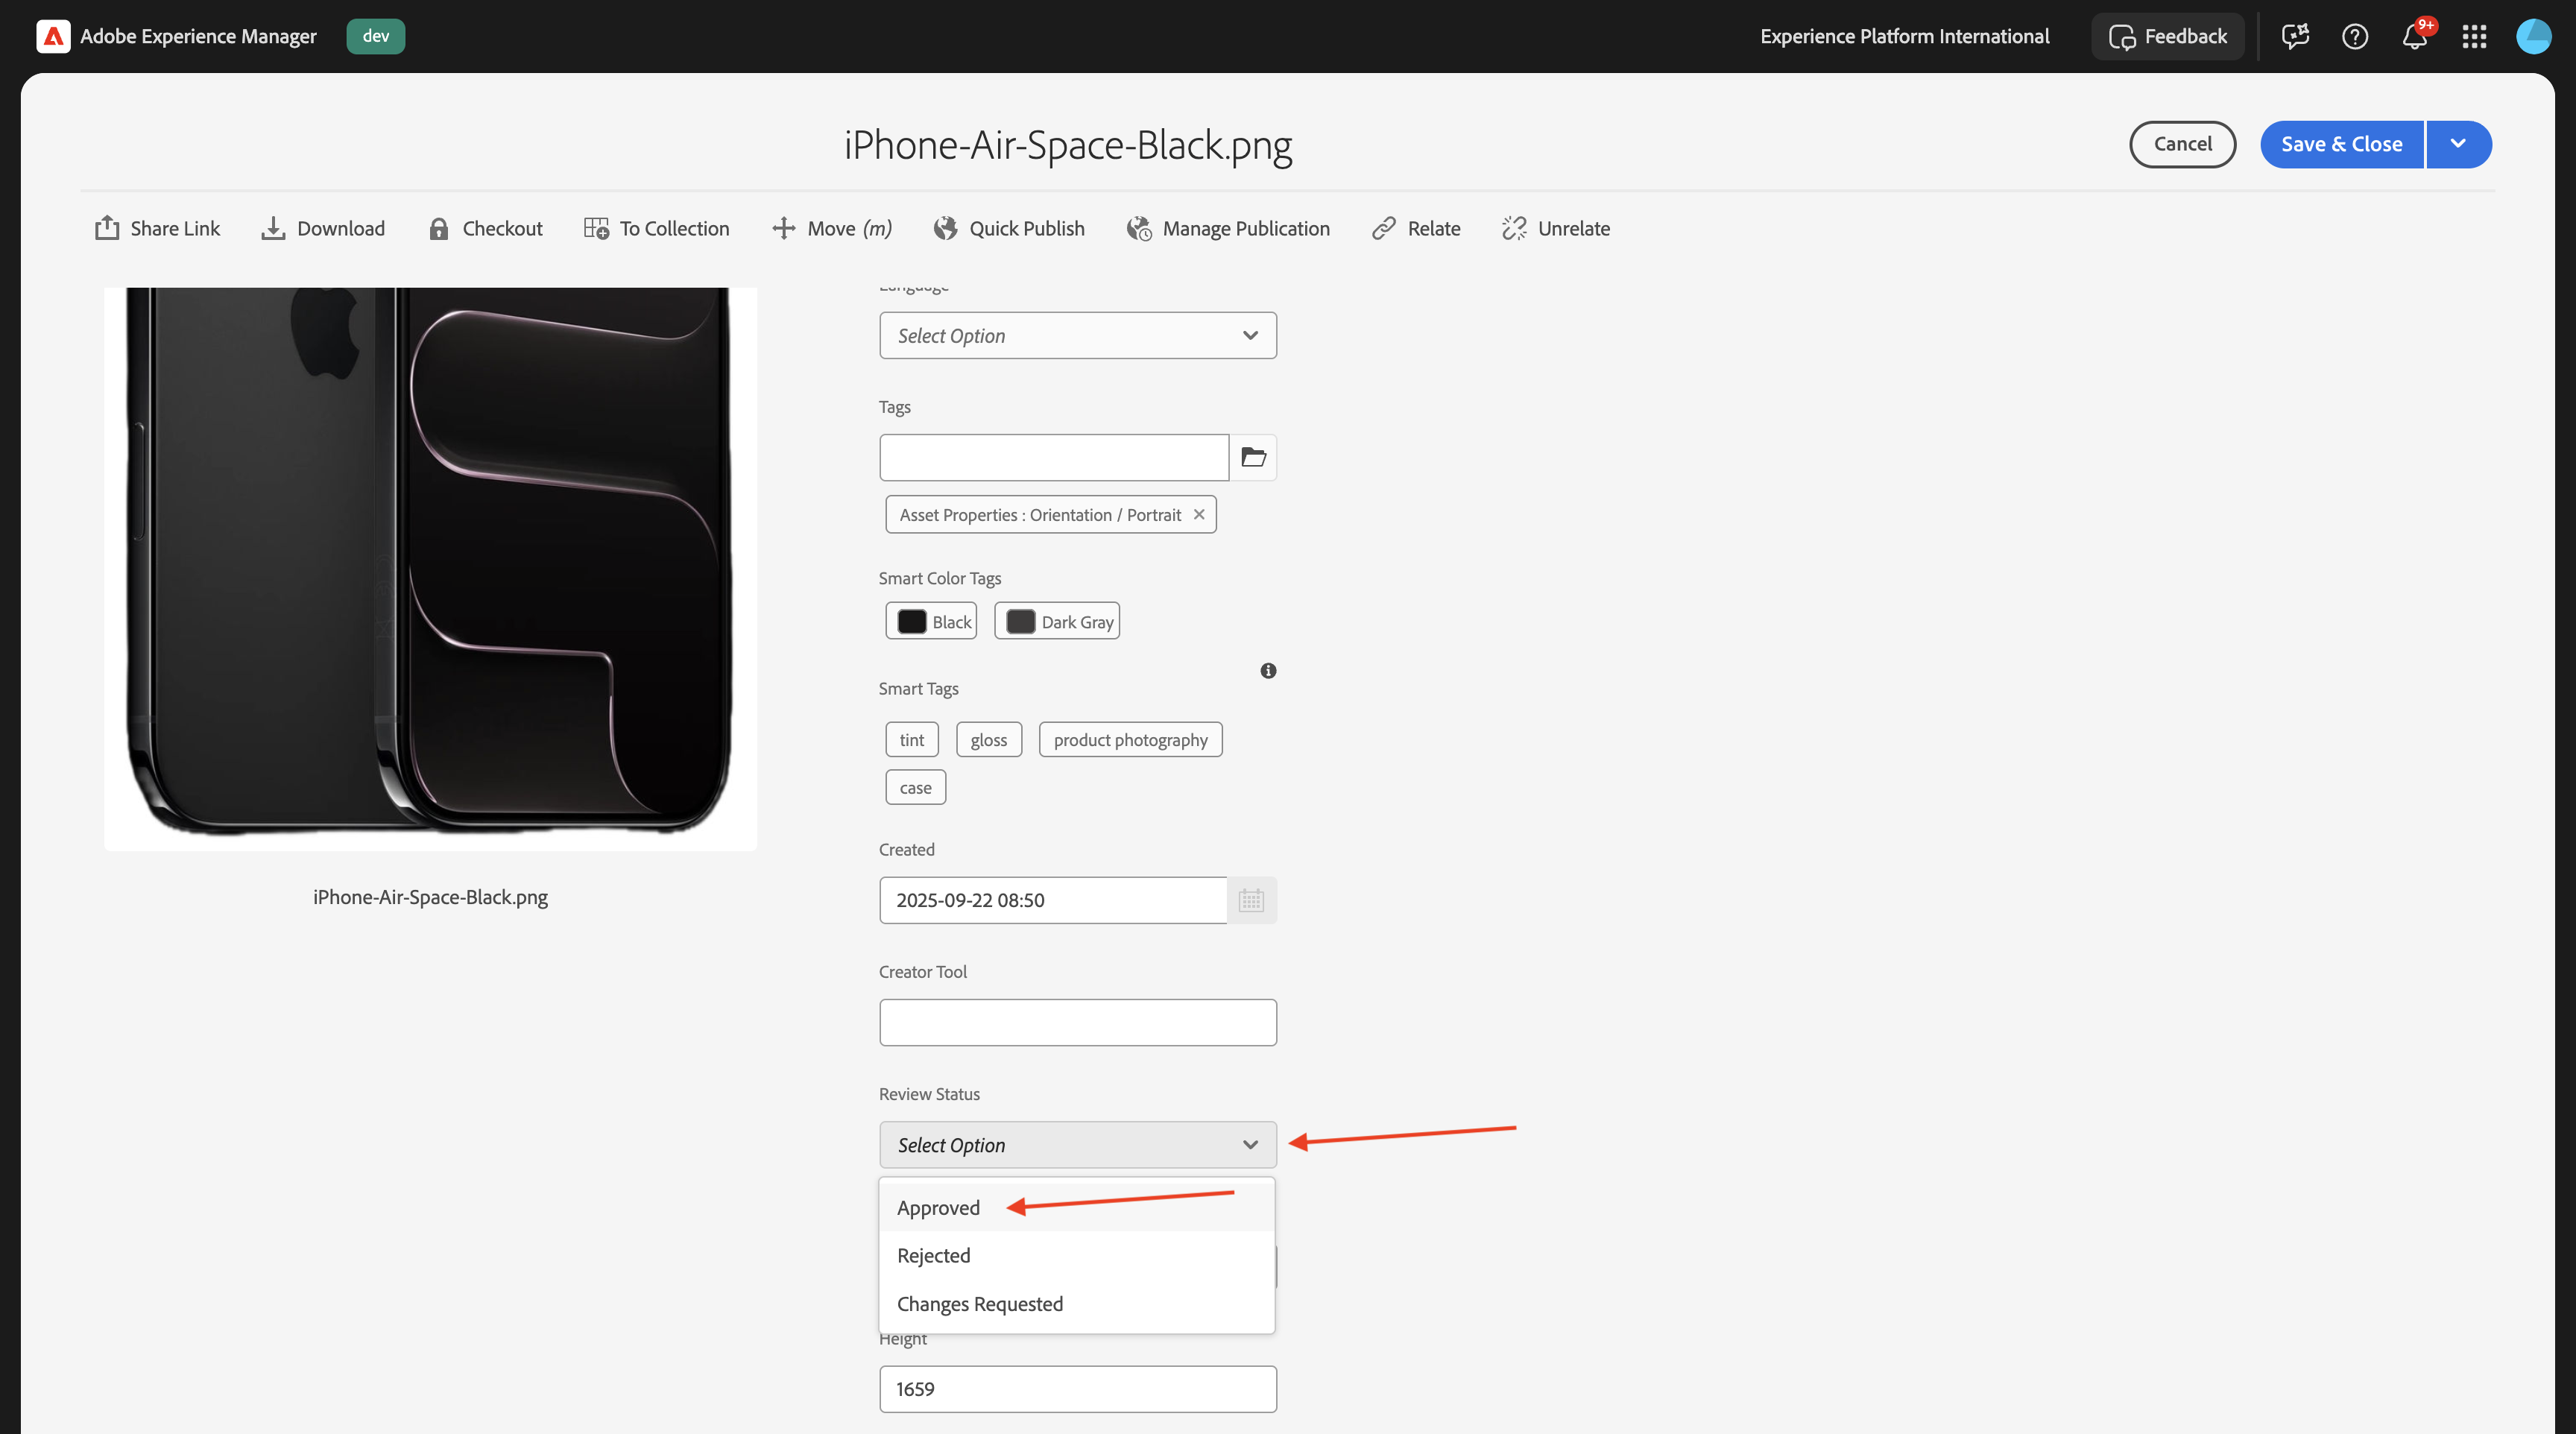 Adobe Experience Manager
dev
Experience Platform International
Feedback
9+
iPhone-Air-Space-Black.png
Cancel
Save & Close
Share Link
Download
Checkout
To Collection
Move (m)
Quick Publish
Manage Publication
Relate
Unrelate
Language
Select Option
Tags
Asset Properties : Orientation / Portrait
Smart Color Tags
Black
Dark Gray
Smart Tags
tint
gloss
product photography
case
Created
2025-09-22 08:50
iPhone-Air-Space-Black.png
Creator Tool
Review Status
Select Option
Approved
Rejected
Changes Requested
Height
1659